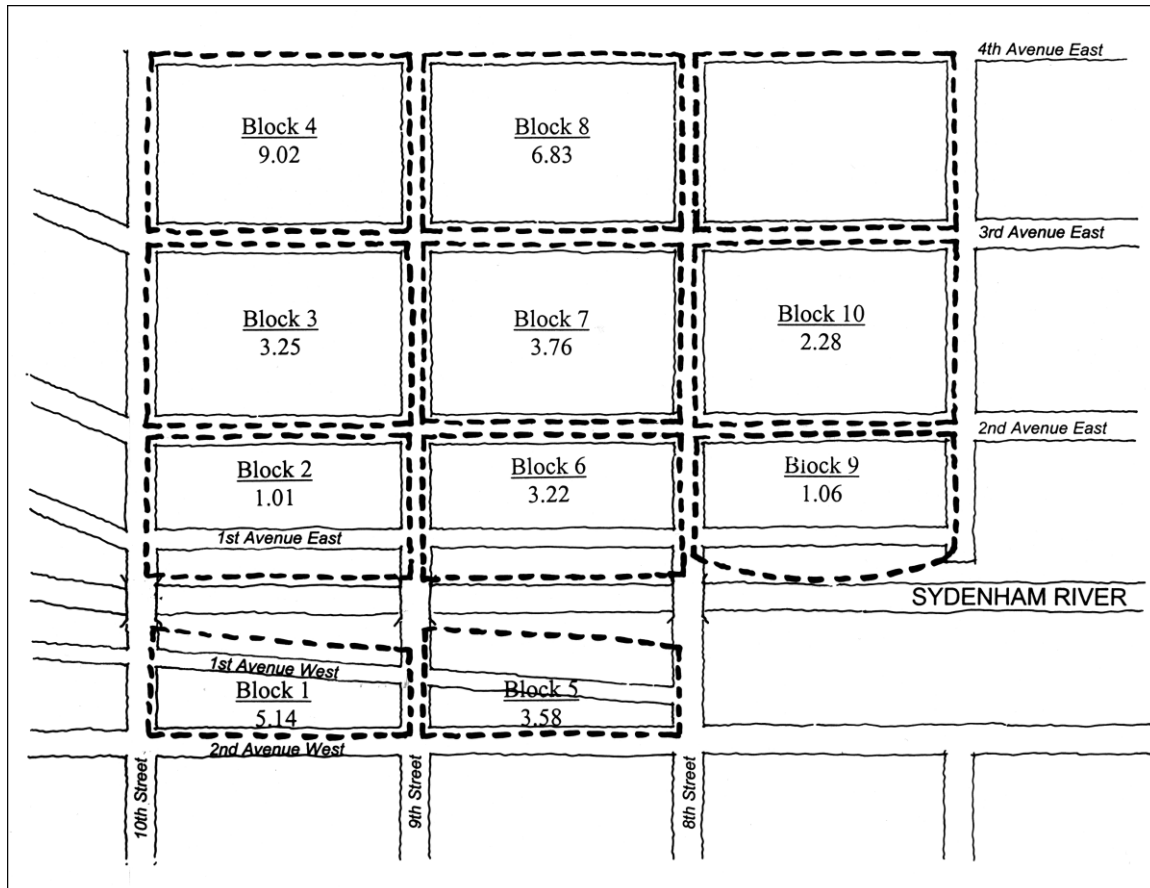 4th Avenue East
Block 4
9.02
Block 8
6.83
3rd Avenue East
Block 3
3.25
Block 7
3.76
Block 10
2.28
2nd Avenue East
Block 2
1.01
Block 6
3.22
Block 9
1.06
1st Avenue East
SYDENHAM RIVER
1st Avenue West
Block 1
5.14
Block 5
3.58
2nd Avenue West
10th Street
9th Street
8th Street